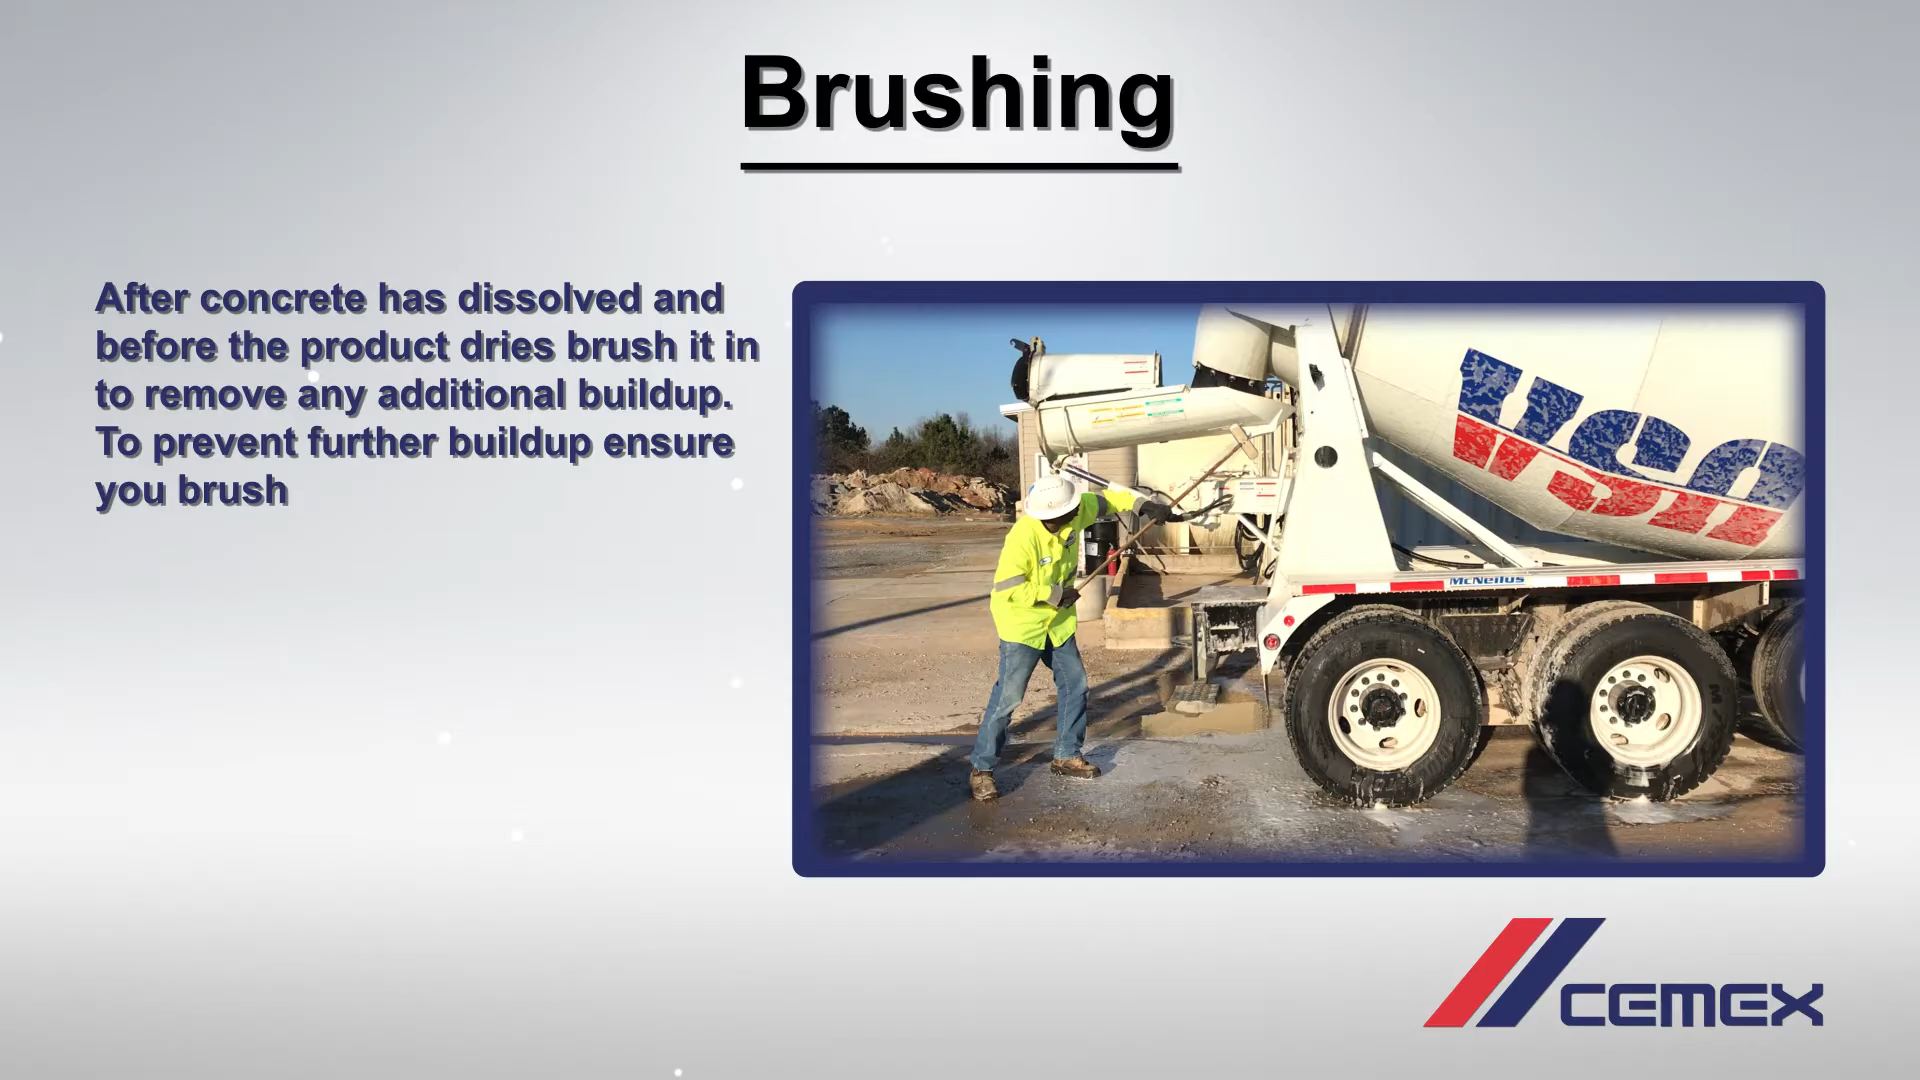 Brushing
After concrete has dissolved and
before the product dries brush it in
to remove any additional buildup.
To prevent further buildup ensure
you brush
McNeilus
CEMEX